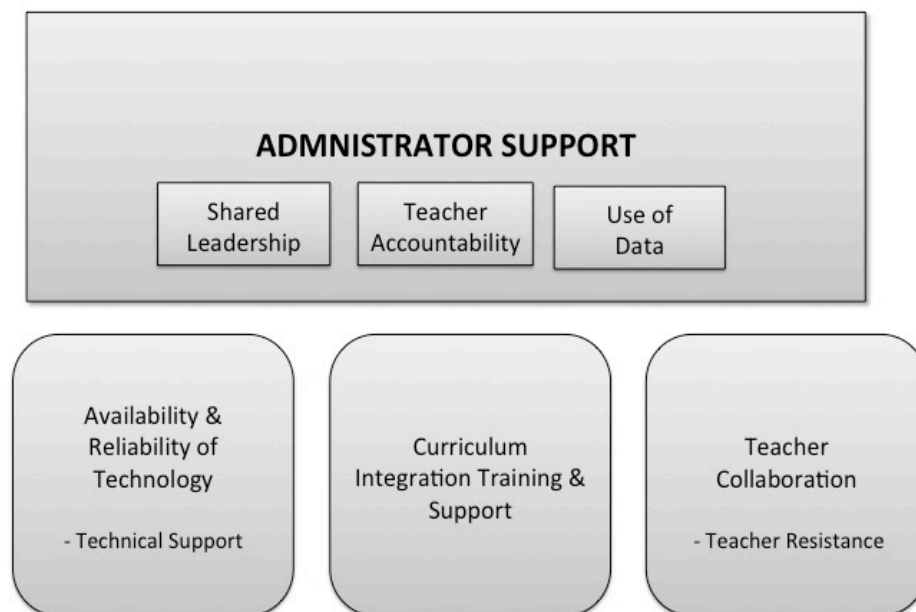 ADMNISTRATOR SUPPORT
Shared
Leadership
Teacher
Accountability
Use of
Data
Availability &
Reliability of
Technology
- Technical Support
Curriculum
Integration Training &
Support
Teacher
Collaboration
- Teacher Resistance